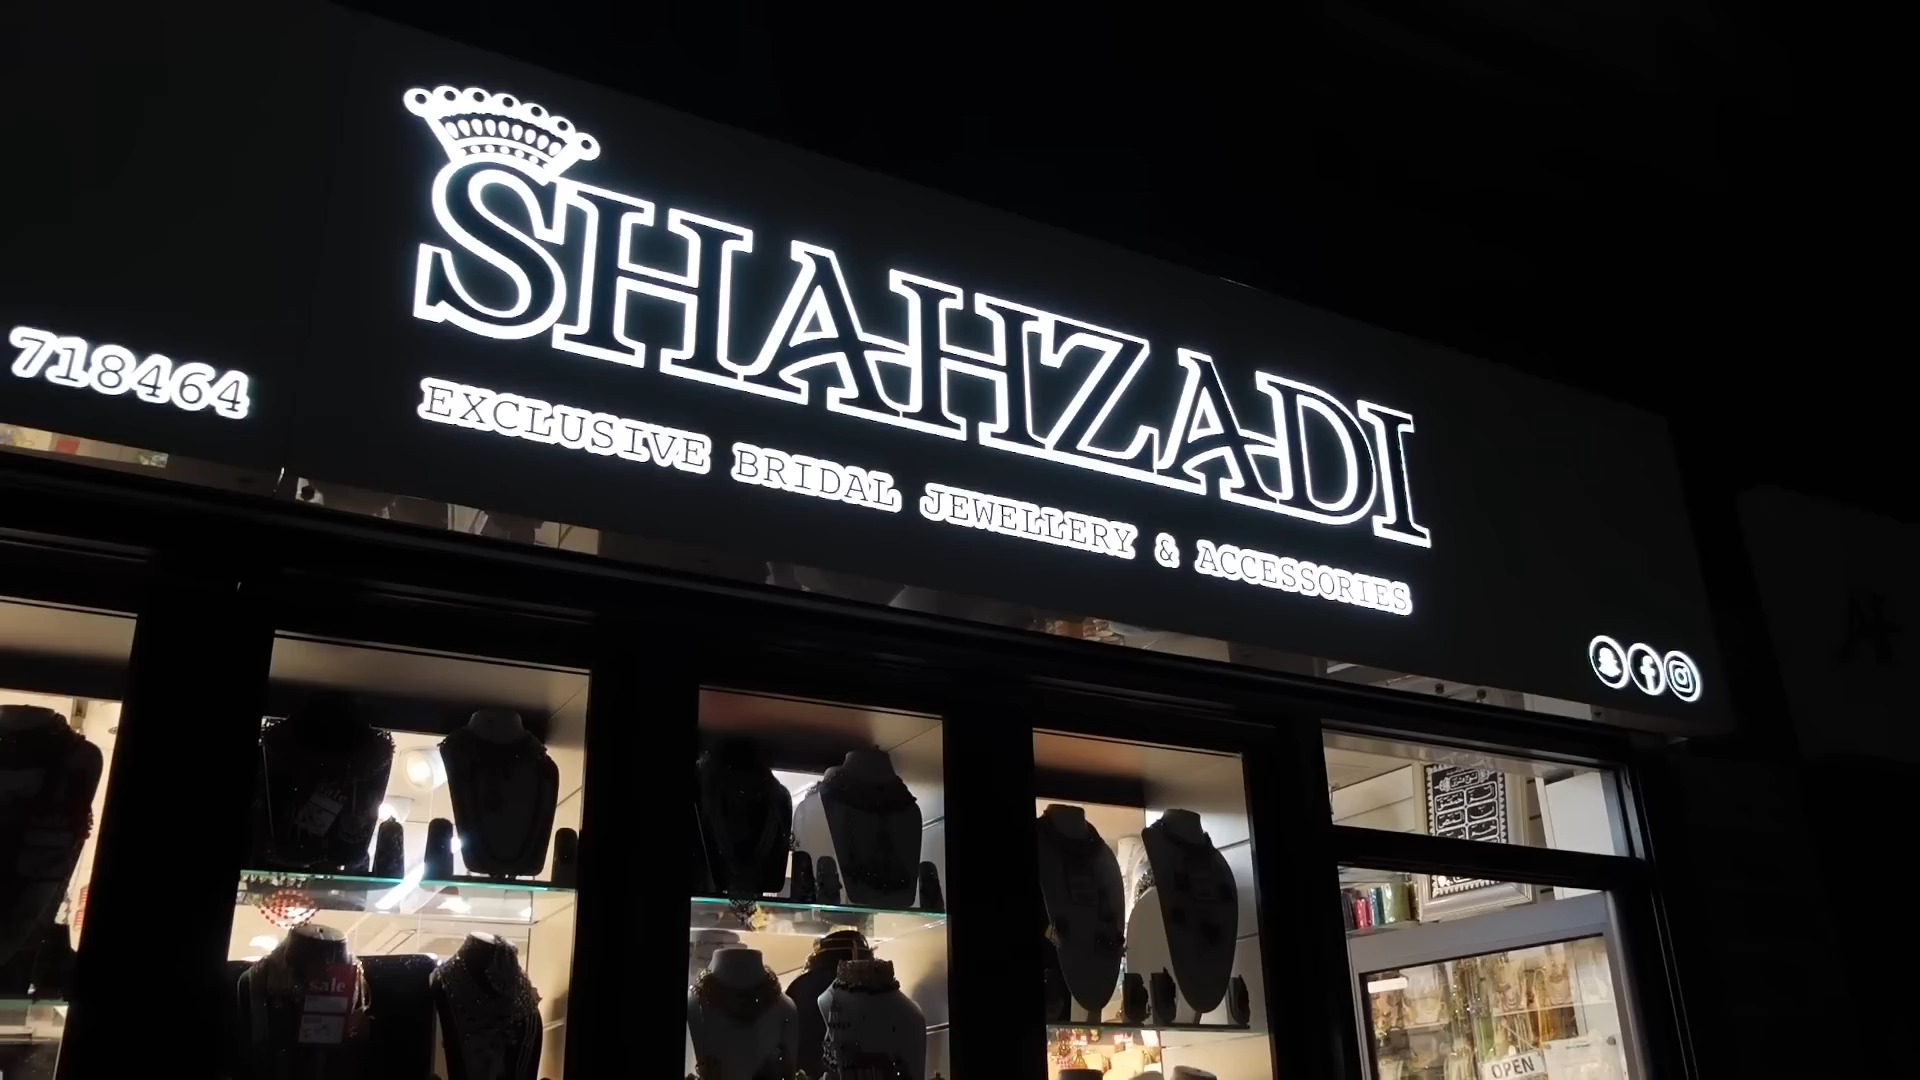 SHAHZADI
718464
EXCLUSIVE BRIDAL JEWELLERY & ACCESSORIES
sale
OPEN